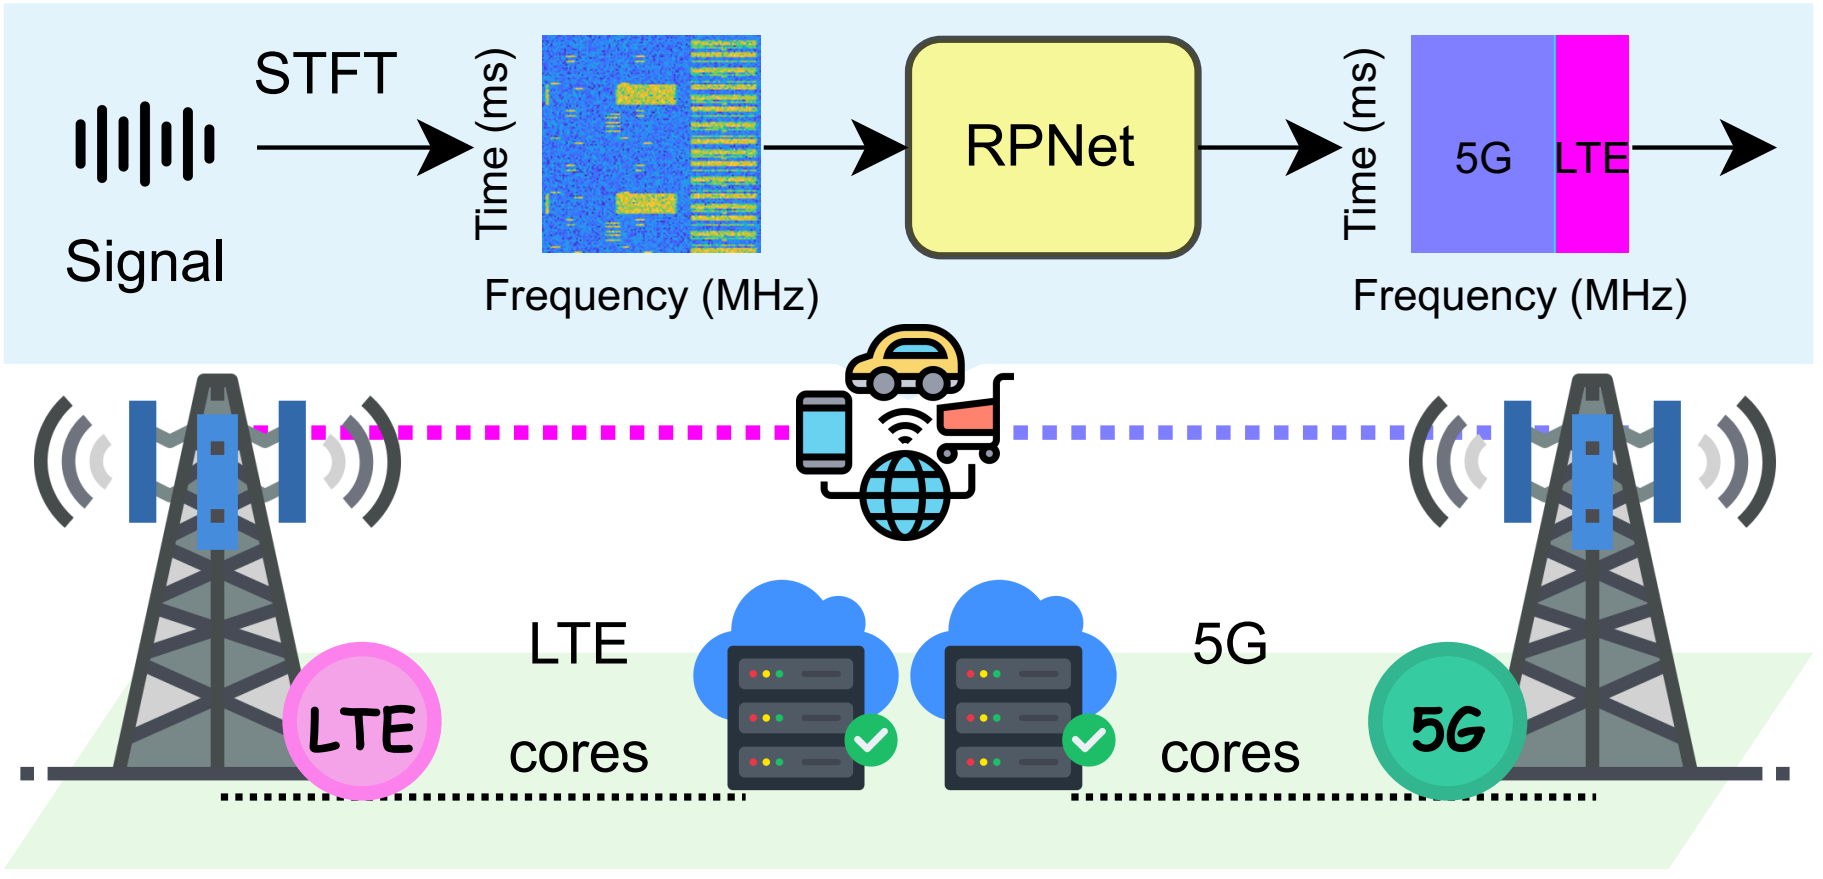 STFT
Signal
Time (ms)
Frequency (MHz)
RPNet
Time (ms)
5G
LTE
Frequency (MHz)
LTE
cores
5G
cores
LTE
5G